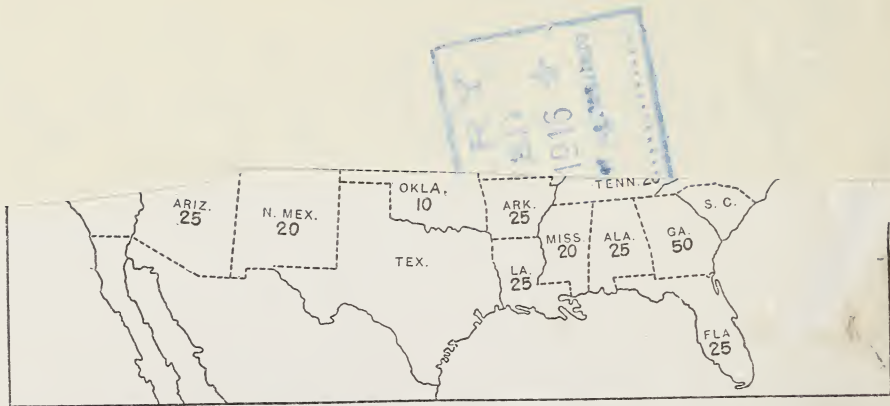 1916
TENN. 20
ARIZ.
25
N. MEX.
20
OKLA.
10
ARK.
25
S. C.
MISS.
20
ALA.
25
GA.
50
TEX.
LA.
25
FLA
25